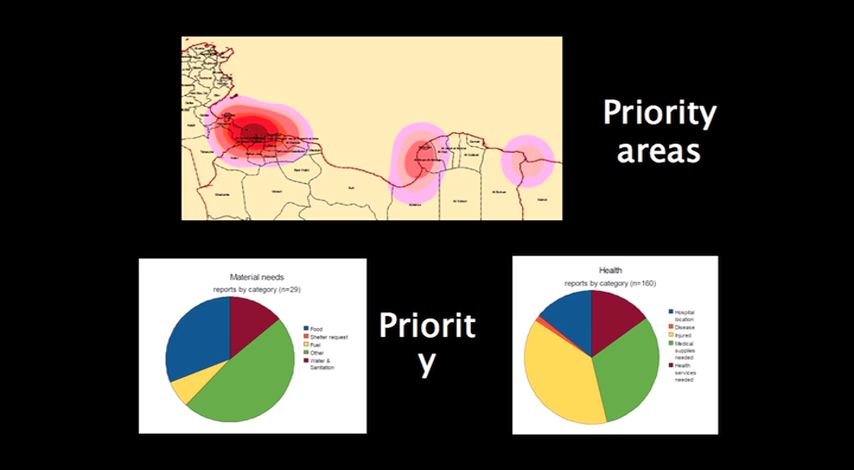 Priority
areas
Material needs
reports by category (n=29)
Food
Shelter request
Fuel
Other
Water &
Sanitation
Priorit
y
Health
reports by category (n=160)
Hospital
location
Disease
Injured
Medical
supplies
needed
Health
services
needed